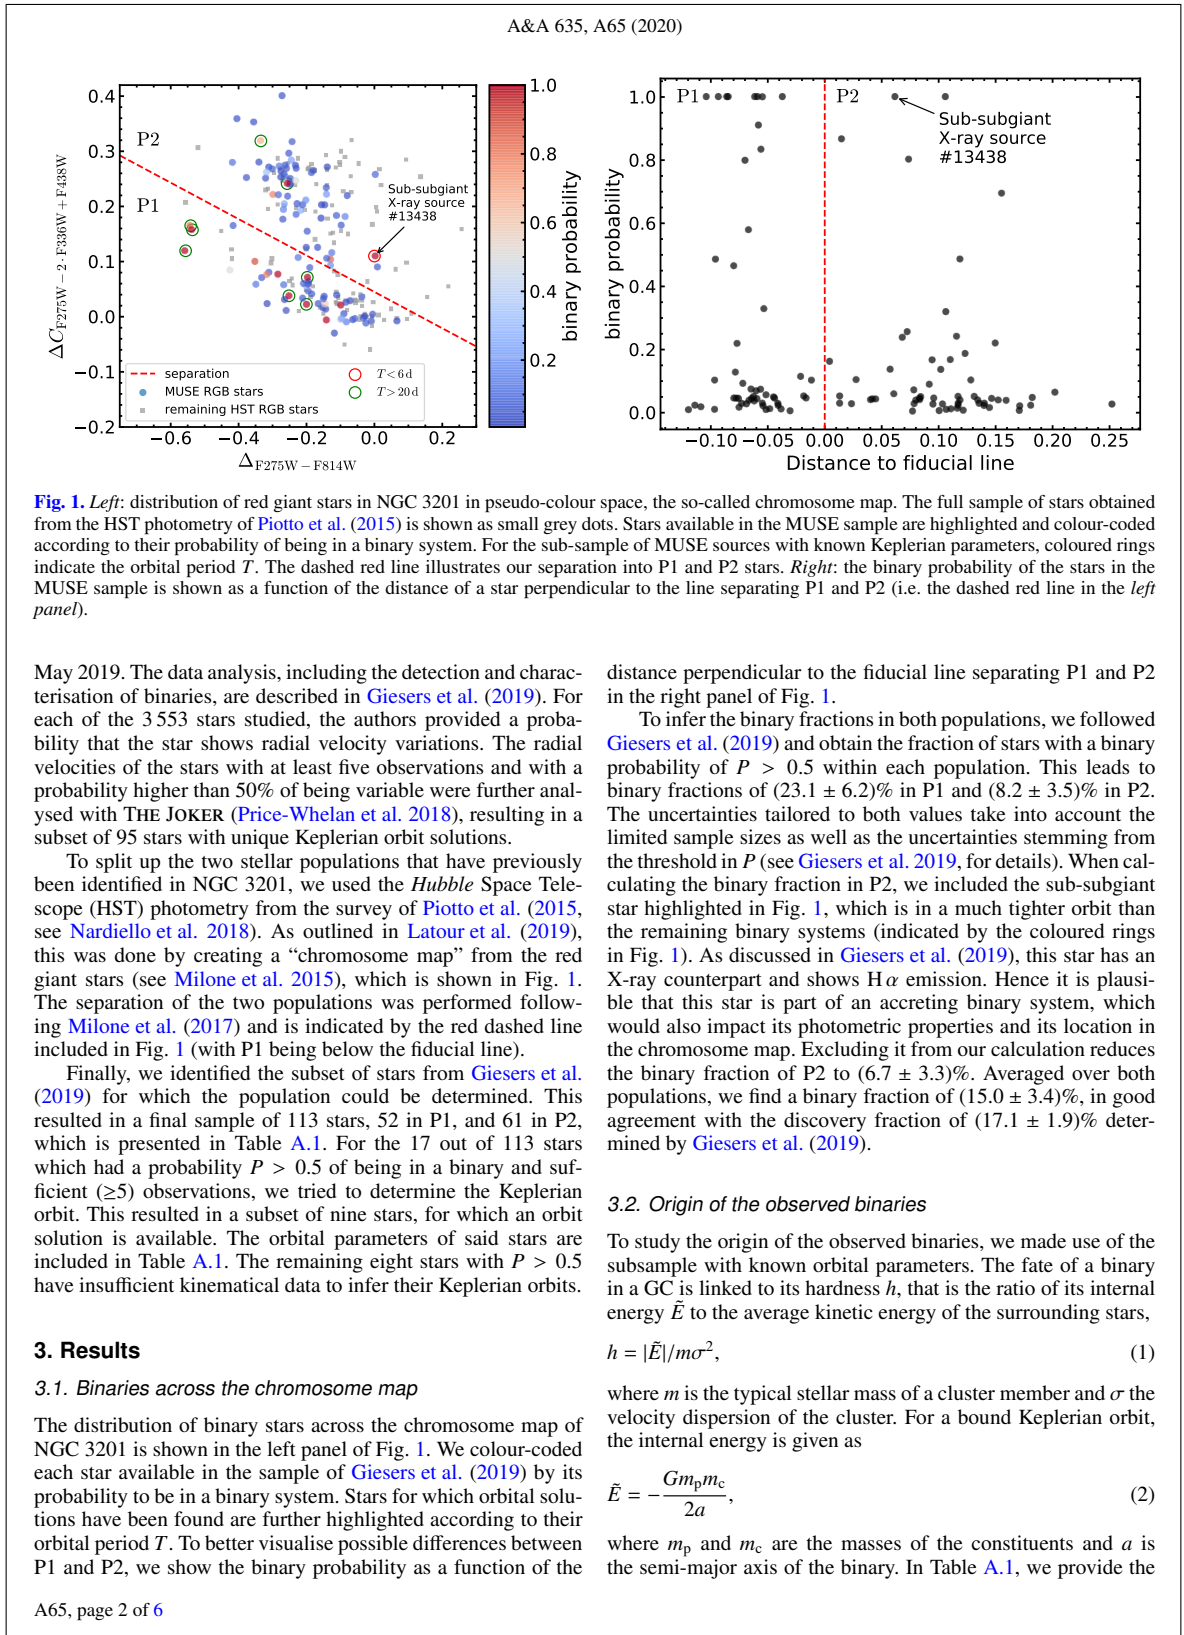 A&A 635, A65 (2020)
0.4
0.3
0.2
0.1
0.0
−0.1
−0.2
−0.6
−0.4
−0.2
0.0
0.2
P2
P1
Sub-subgiant
X-ray source
#13438
separation
MUSE RGB stars
remaining HST RGB stars
T < 6 d
T > 20 d
ΔC F275W − 2 · F336W + F438W
Δ F275W − F814W
1.0
0.8
0.6
0.4
0.2
binary probability
1.0
0.8
0.6
0.4
0.2
0.0
binary probability
P1
P2
Sub-subgiant
X-ray source
#13438
−0.10
−0.05
0.00
0.05
0.10
0.15
0.20
0.25
Distance to fiducial line
Fig. 1. Left: distribution of red giant stars in NGC 3201 in pseudo-colour space, the so-called chromosome map. The full sample of stars obtained
from the HST photometry of Piotto et al. (2015) is shown as small grey dots. Stars available in the MUSE sample are highlighted and colour-coded
according to their probability of being in a binary system. For the sub-sample of MUSE sources with known Keplerian parameters, coloured rings
indicate the orbital period T. The dashed red line illustrates our separation into P1 and P2 stars. Right: the binary probability of the stars in the
MUSE sample is shown as a function of the distance of a star perpendicular to the line separating P1 and P2 (i.e. the dashed red line in the left
panel).
May 2019. The data analysis, including the detection and charac-
terisation of binaries, are described in Giesers et al. (2019). For
each of the 3 553 stars studied, the authors provided a proba-
bility that the star shows radial velocity variations. The radial
velocities of the stars with at least five observations and with a
probability higher than 50% of being variable were further anal-
ysed with THE JOKER (Price-Whelan et al. 2018), resulting in a
subset of 95 stars with unique Keplerian orbit solutions.
To split up the two stellar populations that have previously
been identified in NGC 3201, we used the Hubble Space Tele-
scope (HST) photometry from the survey of Piotto et al. (2015,
see Nardiello et al. 2018). As outlined in Latour et al. (2019),
this was done by creating a “chromosome map” from the red
giant stars (see Milone et al. 2015), which is shown in Fig. 1.
The separation of the two populations was performed follow-
ing Milone et al. (2017) and is indicated by the red dashed line
included in Fig. 1 (with P1 being below the fiducial line).
Finally, we identified the subset of stars from Giesers et al.
(2019) for which the population could be determined. This
resulted in a final sample of 113 stars, 52 in P1, and 61 in P2,
which is presented in Table A.1. For the 17 out of 113 stars
which had a probability P > 0.5 of being in a binary and suf-
ficient (≥5) observations, we tried to determine the Keplerian
orbit. This resulted in a subset of nine stars, for which an orbit
solution is available. The orbital parameters of said stars are
included in Table A.1. The remaining eight stars with P > 0.5
have insufficient kinematical data to infer their Keplerian orbits.
3. Results
3.1. Binaries across the chromosome map
The distribution of binary stars across the chromosome map of
NGC 3201 is shown in the left panel of Fig. 1. We colour-coded
each star available in the sample of Giesers et al. (2019) by its
probability to be in a binary system. Stars for which orbital solu-
tions have been found are further highlighted according to their
orbital period T. To better visualise possible differences between
P1 and P2, we show the binary probability as a function of the
distance perpendicular to the fiducial line separating P1 and P2
in the right panel of Fig. 1.
To infer the binary fractions in both populations, we followed
Giesers et al. (2019) and obtain the fraction of stars with a binary
probability of P > 0.5 within each population. This leads to
binary fractions of (23.1 ± 6.2)% in P1 and (8.2 ± 3.5)% in P2.
The uncertainties tailored to both values take into account the
limited sample sizes as well as the uncertainties stemming from
the threshold in P (see Giesers et al. 2019, for details). When cal-
culating the binary fraction in P2, we included the sub-subgiant
star highlighted in Fig. 1, which is in a much tighter orbit than
the remaining binary systems (indicated by the coloured rings
in Fig. 1). As discussed in Giesers et al. (2019), this star has an
X-ray counterpart and shows H α emission. Hence it is plausi-
ble that this star is part of an accreting binary system, which
would also impact its photometric properties and its location in
the chromosome map. Excluding it from our calculation reduces
the binary fraction of P2 to (6.7 ± 3.3)%. Averaged over both
populations, we find a binary fraction of (15.0 ± 3.4)%, in good
agreement with the discovery fraction of (17.1 ± 1.9)% deter-
mined by Giesers et al. (2019).
3.2. Origin of the observed binaries
To study the origin of the observed binaries, we made use of the
subsample with known orbital parameters. The fate of a binary
in a GC is linked to its hardness h, that is the ratio of its internal
energy Ẽ to the average kinetic energy of the surrounding stars,
h = |Ẽ|/mσ², (1)
where m is the typical stellar mass of a cluster member and σ the
velocity dispersion of the cluster. For a bound Keplerian orbit,
the internal energy is given as
Ẽ = −Gmₚm_c/2a, (2)
where mₚ and m_c are the masses of the constituents and a is
the semi-major axis of the binary. In Table A.1, we provide the
A65, page 2 of 6